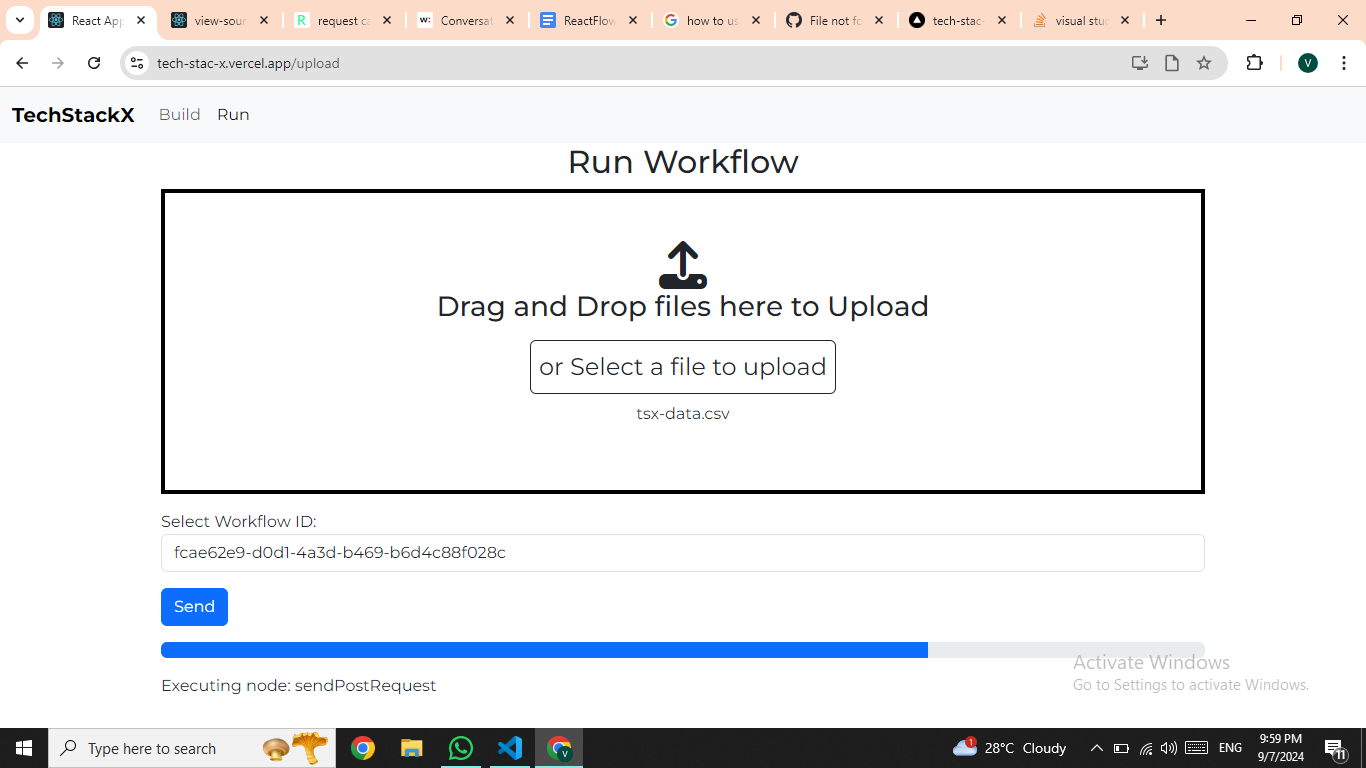 React App
view-sour
request ca
Conversat
ReactFlow
how to us
File not fo
tech-stac
visual stud
tech-stac-x.vercel.app/upload
V
TechStackX Build Run
Run Workflow
Drag and Drop files here to Upload
or Select a file to upload
tsx-data.csv
Select Workflow ID:
fcae62e9-d0d1-4a3d-b469-b6d4c88f028c
Send
Executing node: sendPostRequest
Activate Windows
Go to Settings to activate Windows.
Type here to search
1
28°C Cloudy
ENG
9:59 PM
9/7/2024
11